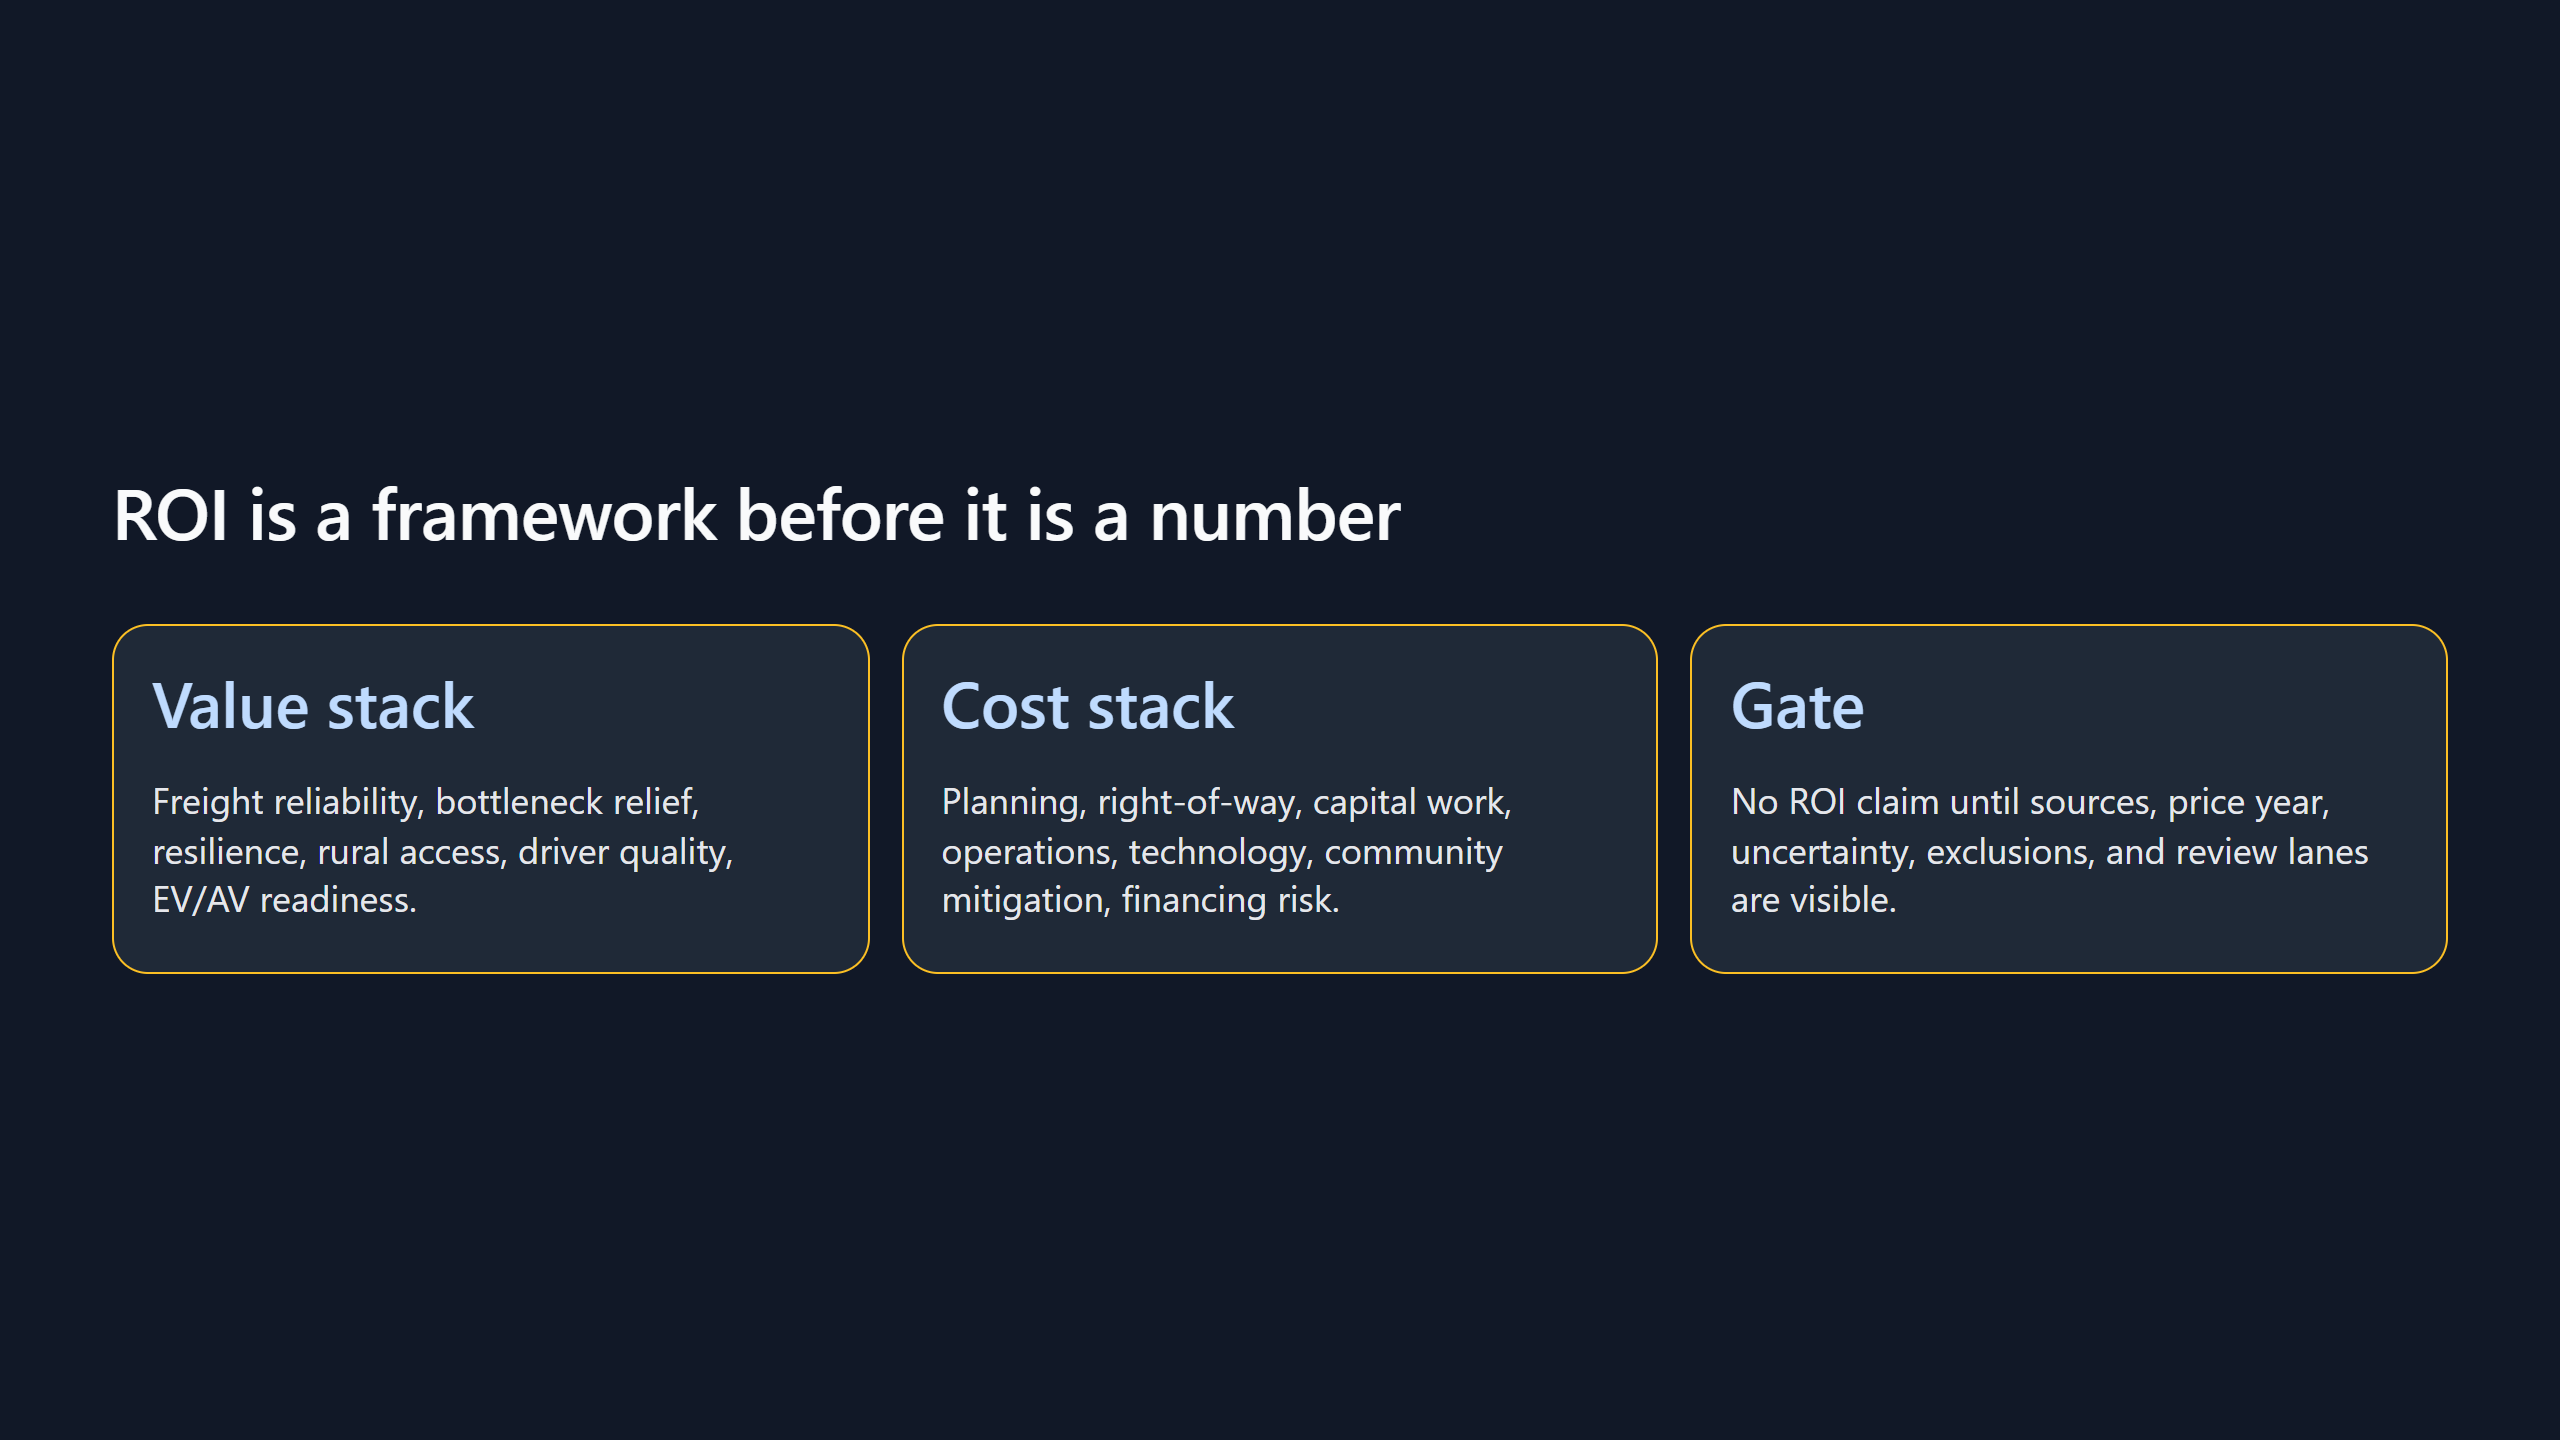 ROI is a framework before it is a number
Value stack
Freight reliability, bottleneck relief,
resilience, rural access, driver quality,
EV/AV readiness.
Cost stack
Planning, right-of-way, capital work,
operations, technology, community
mitigation, financing risk.
Gate
No ROI claim until sources, price year,
uncertainty, exclusions, and review lanes
are visible.